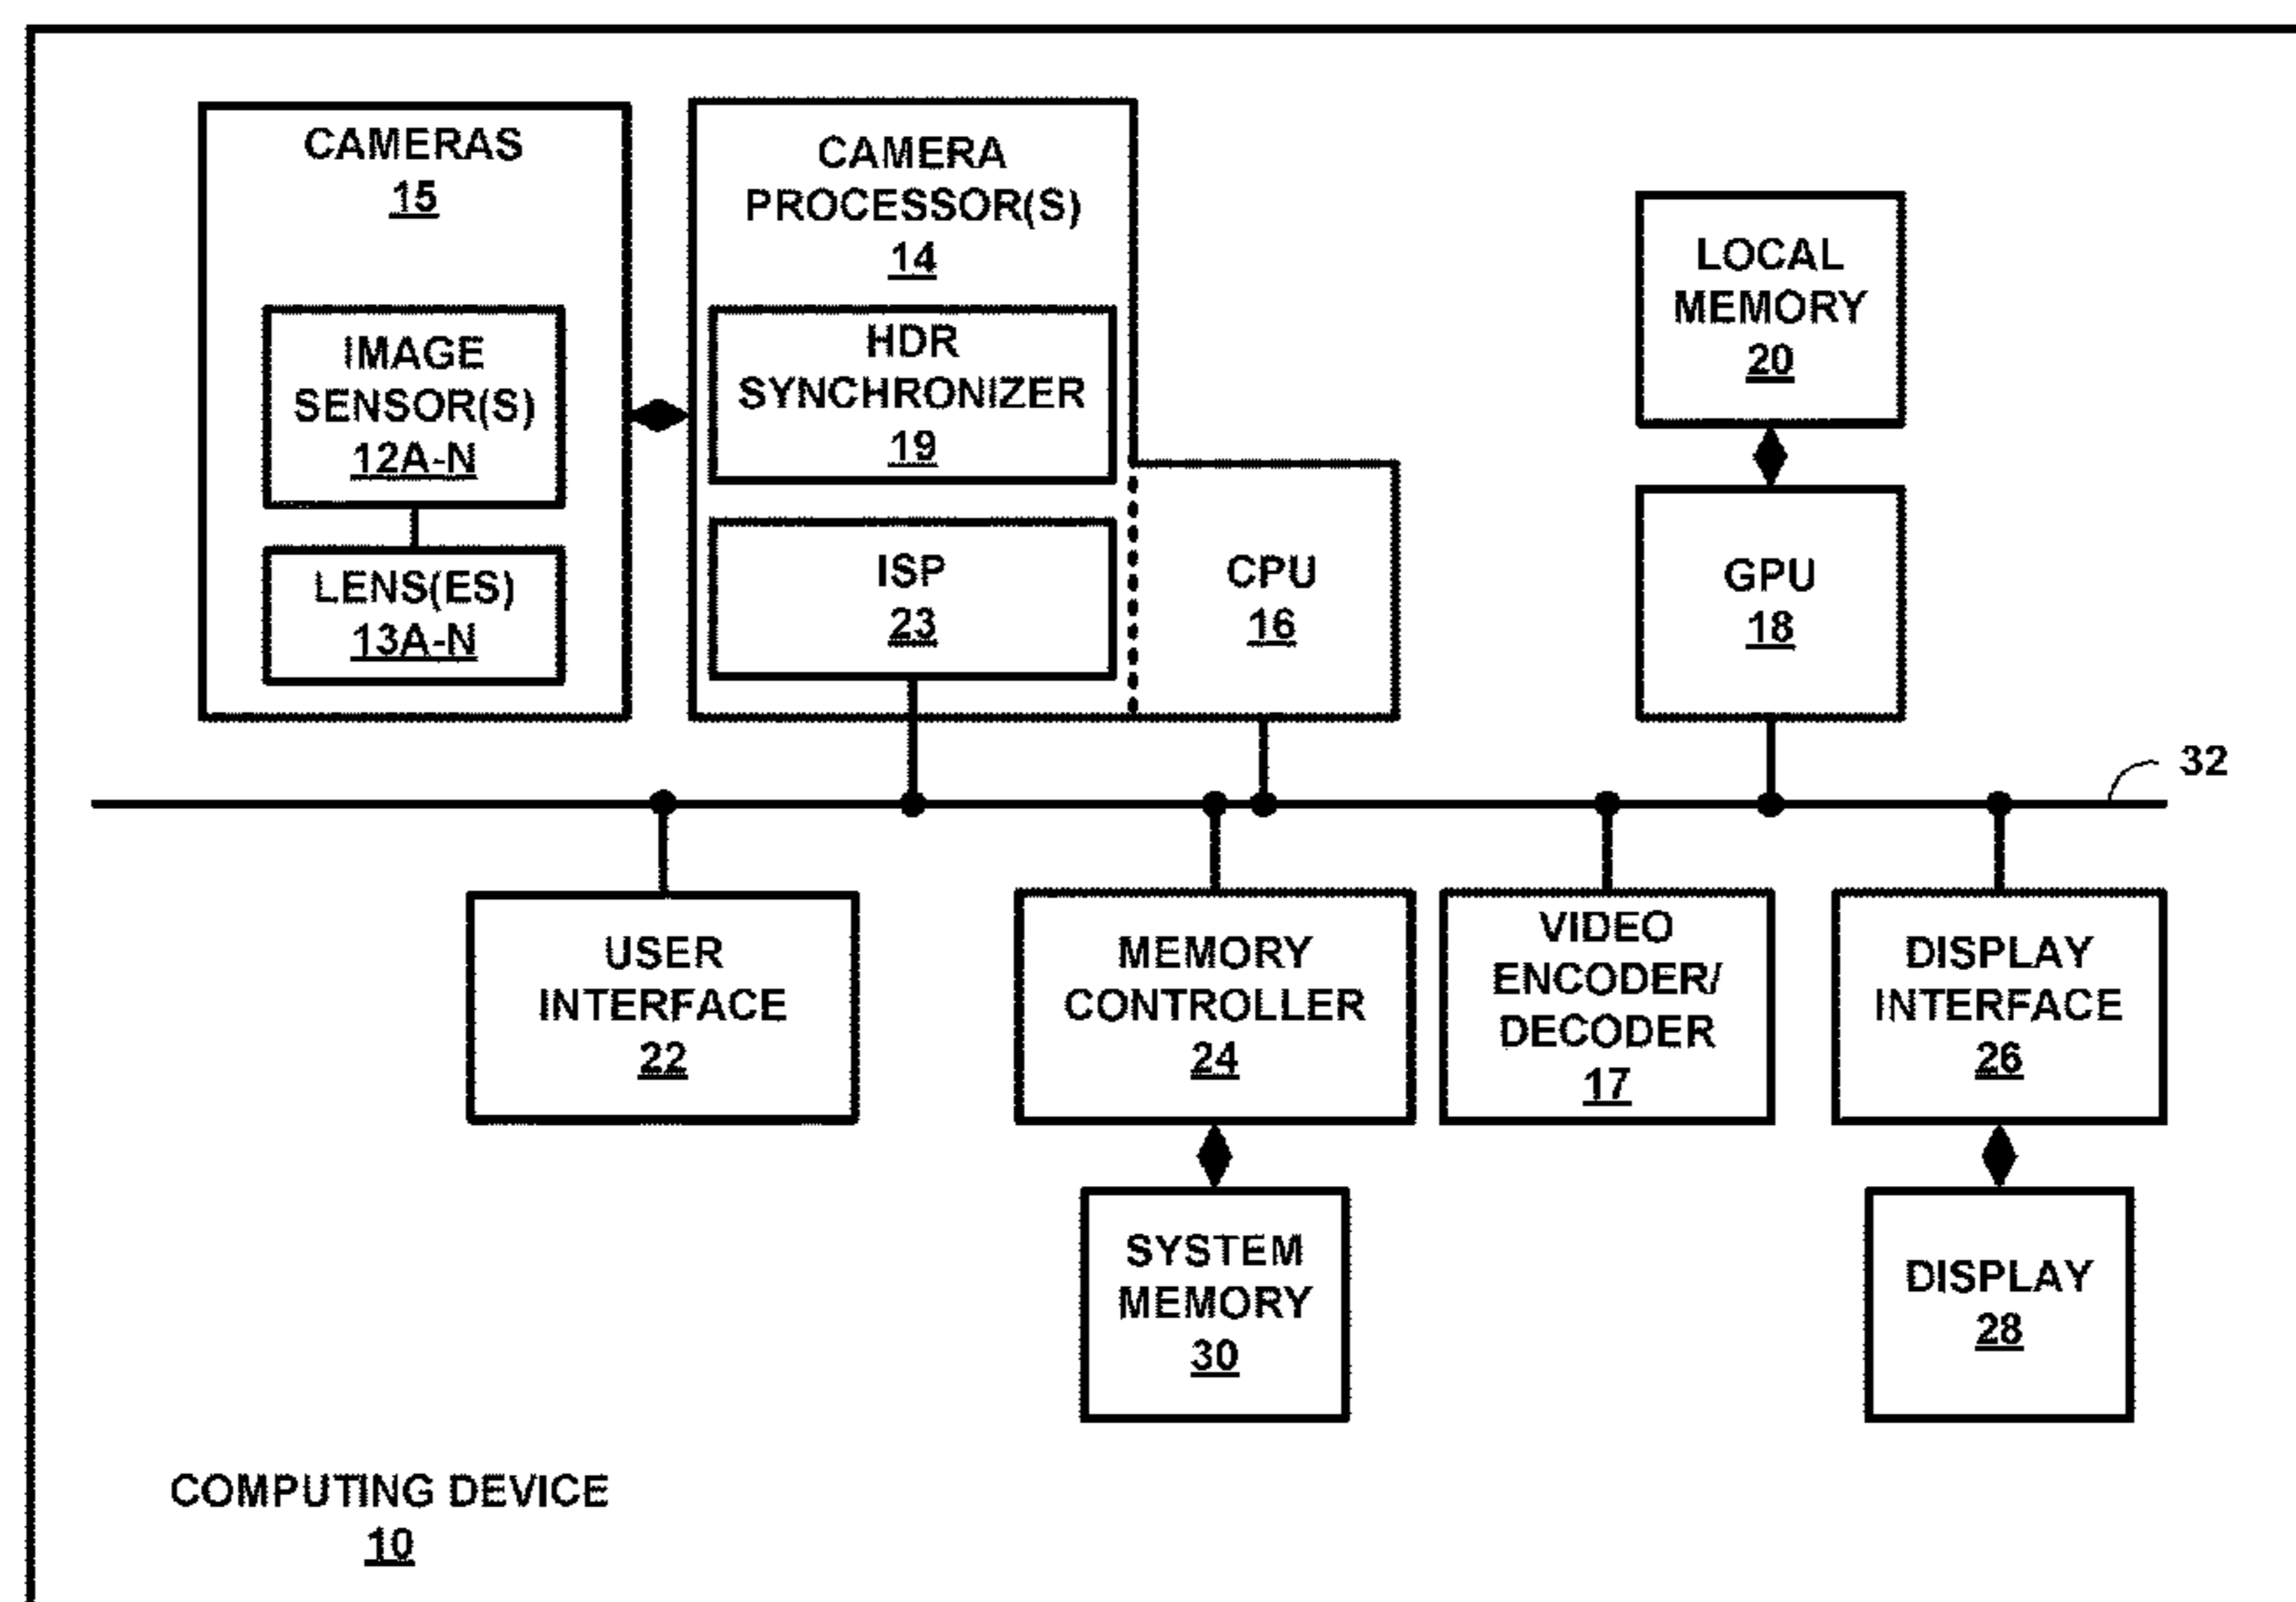 CAMERAS
15
IMAGE
SENSOR(S)
12A-N
LENS(ES)
13A-N
CAMERA
PROCESSOR(S)
14
HDR
SYNCHRONIZER
19
ISP
23
CPU
16
LOCAL
MEMORY
20
GPU
18
32
USER
INTERFACE
22
MEMORY
CONTROLLER
24
VIDEO
ENCODER/
DECODER
17
DISPLAY
INTERFACE
26
SYSTEM
MEMORY
30
DISPLAY
28
COMPUTING DEVICE
10